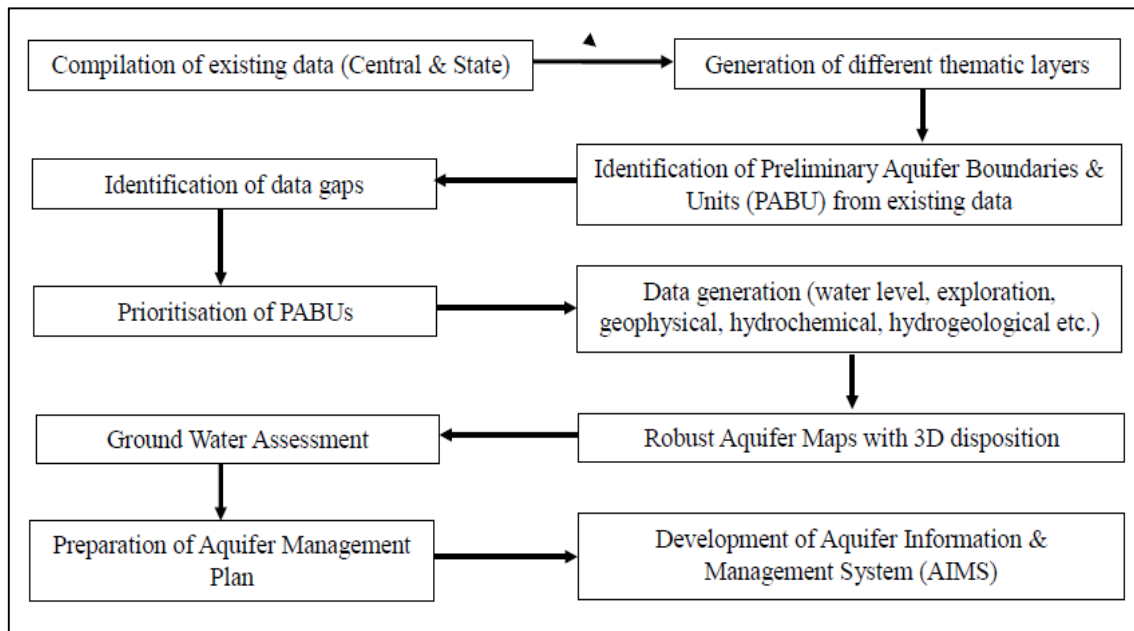 Compilation of existing data (Central & State)
Generation of different thematic layers
Identification of Preliminary Aquifer Boundaries &
Units (PABU) from existing data
Identification of data gaps
Prioritisation of PABUs
Data generation (water level, exploration,
geophysical, hydrochemical, hydrogeological etc.)
Robust Aquifer Maps with 3D disposition
Ground Water Assessment
Preparation of Aquifer Management
Plan
Development of Aquifer Information &
Management System (AIMS)